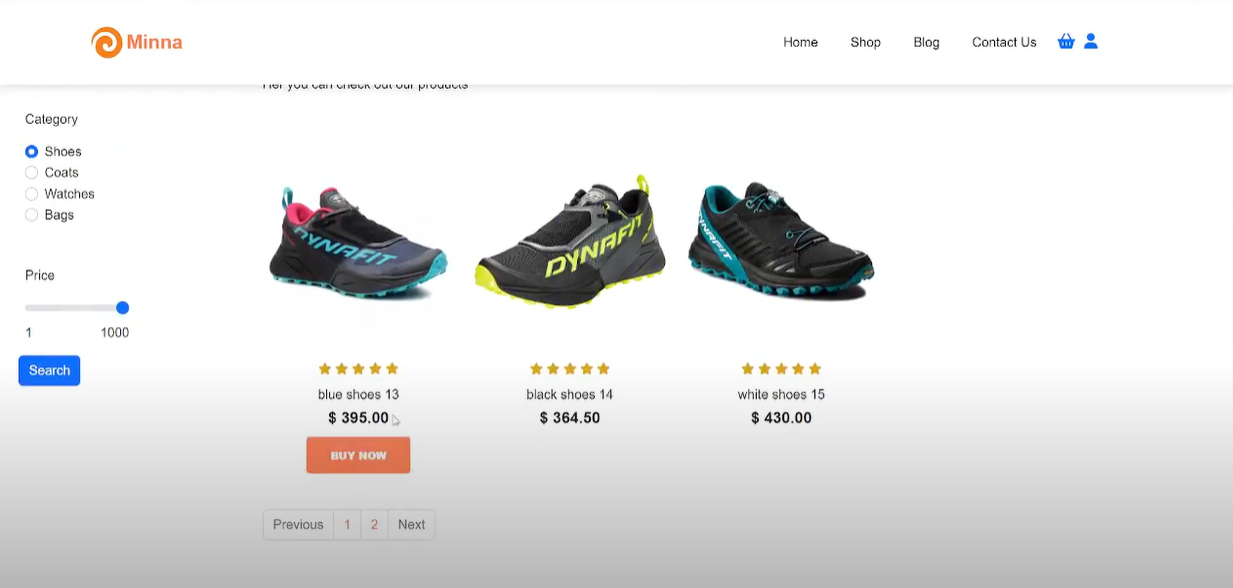 Minna
Home Shop Blog Contact Us
Her you can check out our products
Category
Shoes
Coats
Watches
Bags
Price
1 1000
Search
DYNAFIT
DYNAFIT
DYNAFIT
blue shoes 13
$ 395.00
BUY NOW
black shoes 14
$ 364.50
white shoes 15
$ 430.00
Previous 1 2 Next